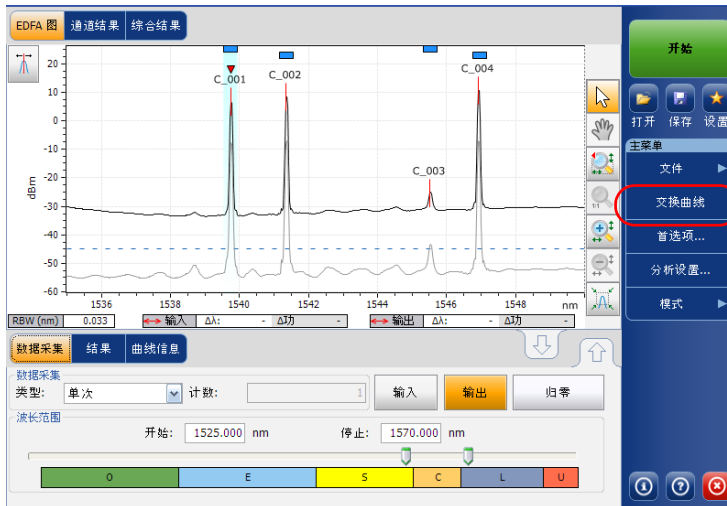 EDFA 图 通道结果 综合结果
20
10
0
-10
-20
-30
-40
-50
-60
dBm
C_001
C_002
C_003
C_004
1536 1538 1540 1542 1544 1546 1548 nm
RBW (nm) 0.033 输入 Δλ: - Δ功 - 输出 Δλ: - Δ功 -
数据采集 结果 曲线信息
数据采集
类型: 单次 计数: 1 输入 输出 归零
波长范围
开始: 1525.000 nm 停止: 1570.000 nm
O E S C L U
开始
打开 保存 设置
主菜单
文件
交换曲线
首选项...
分析设置...
模式
1:1